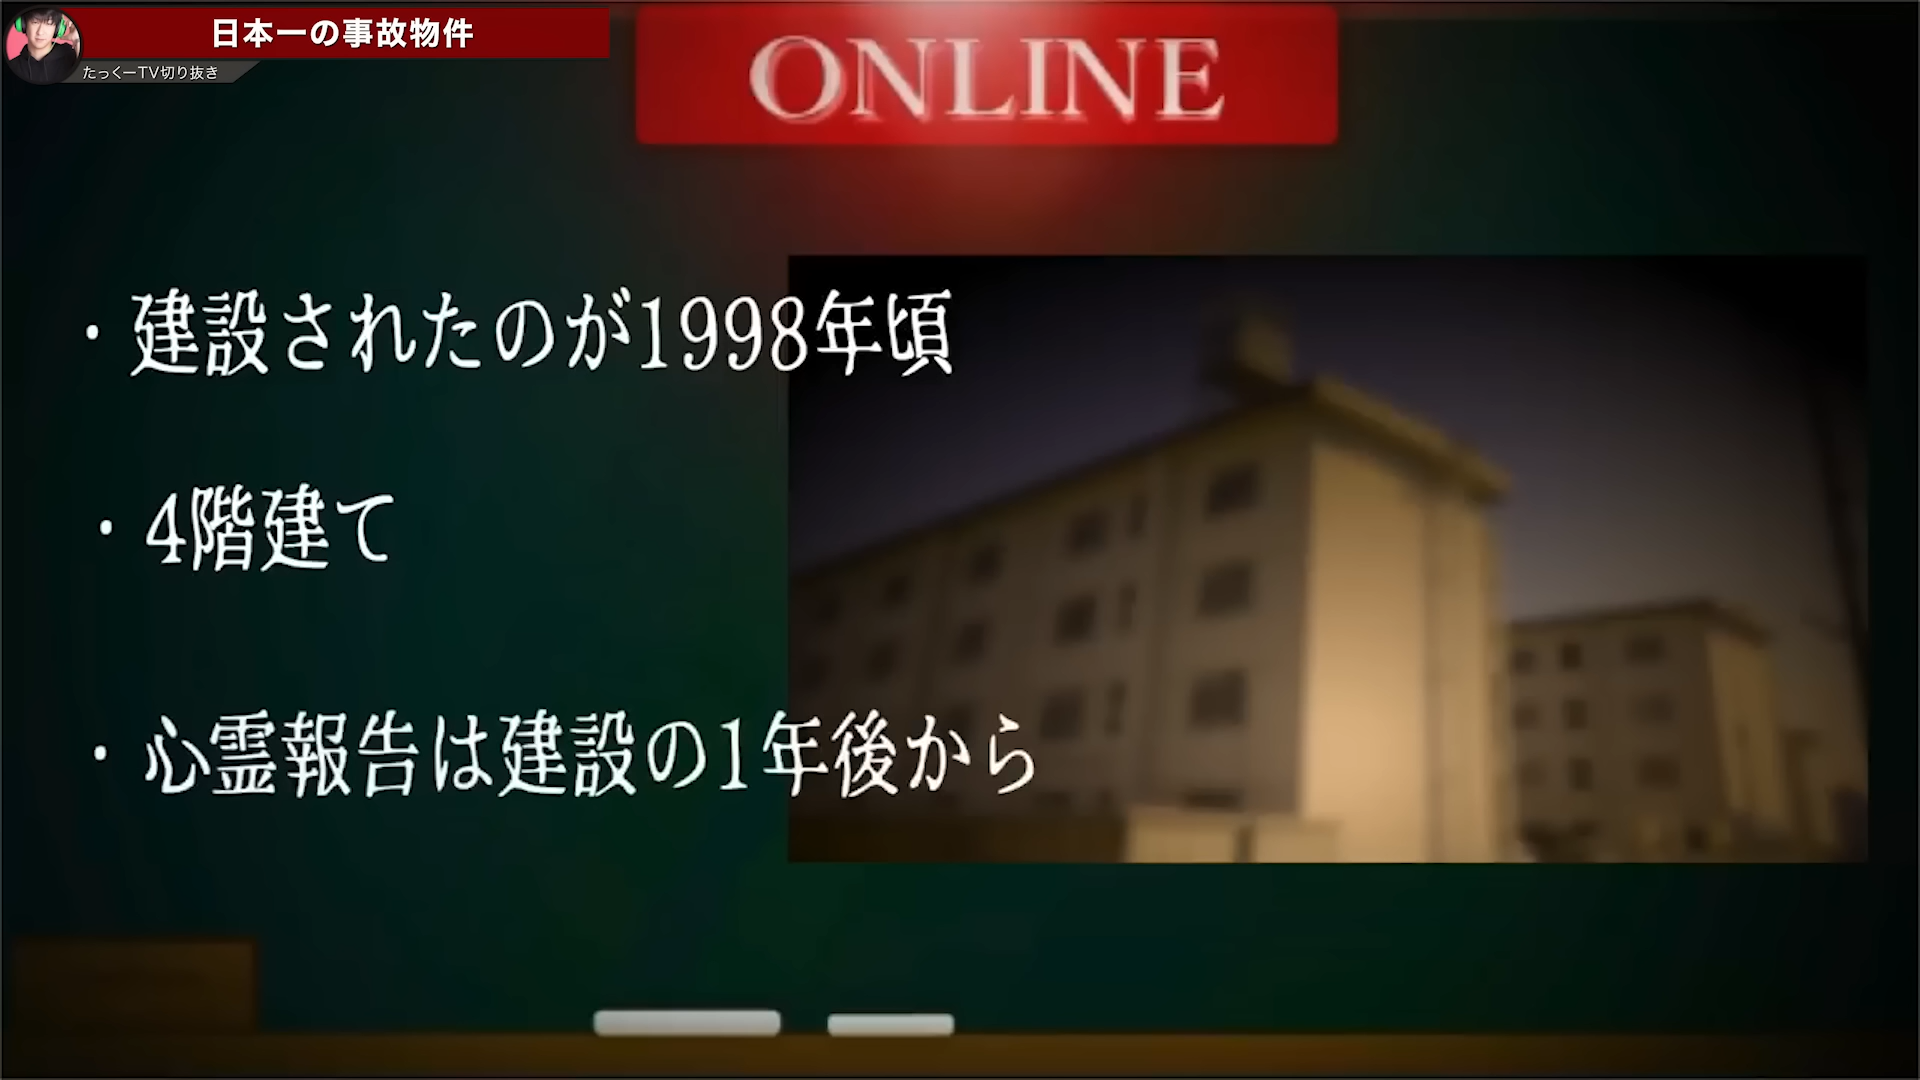 日本一の事故物件
たっくーTV切り抜き
ONLINE
・建設されたのが1998年頃
・4階建て
・心霊報告は建設の1年後から